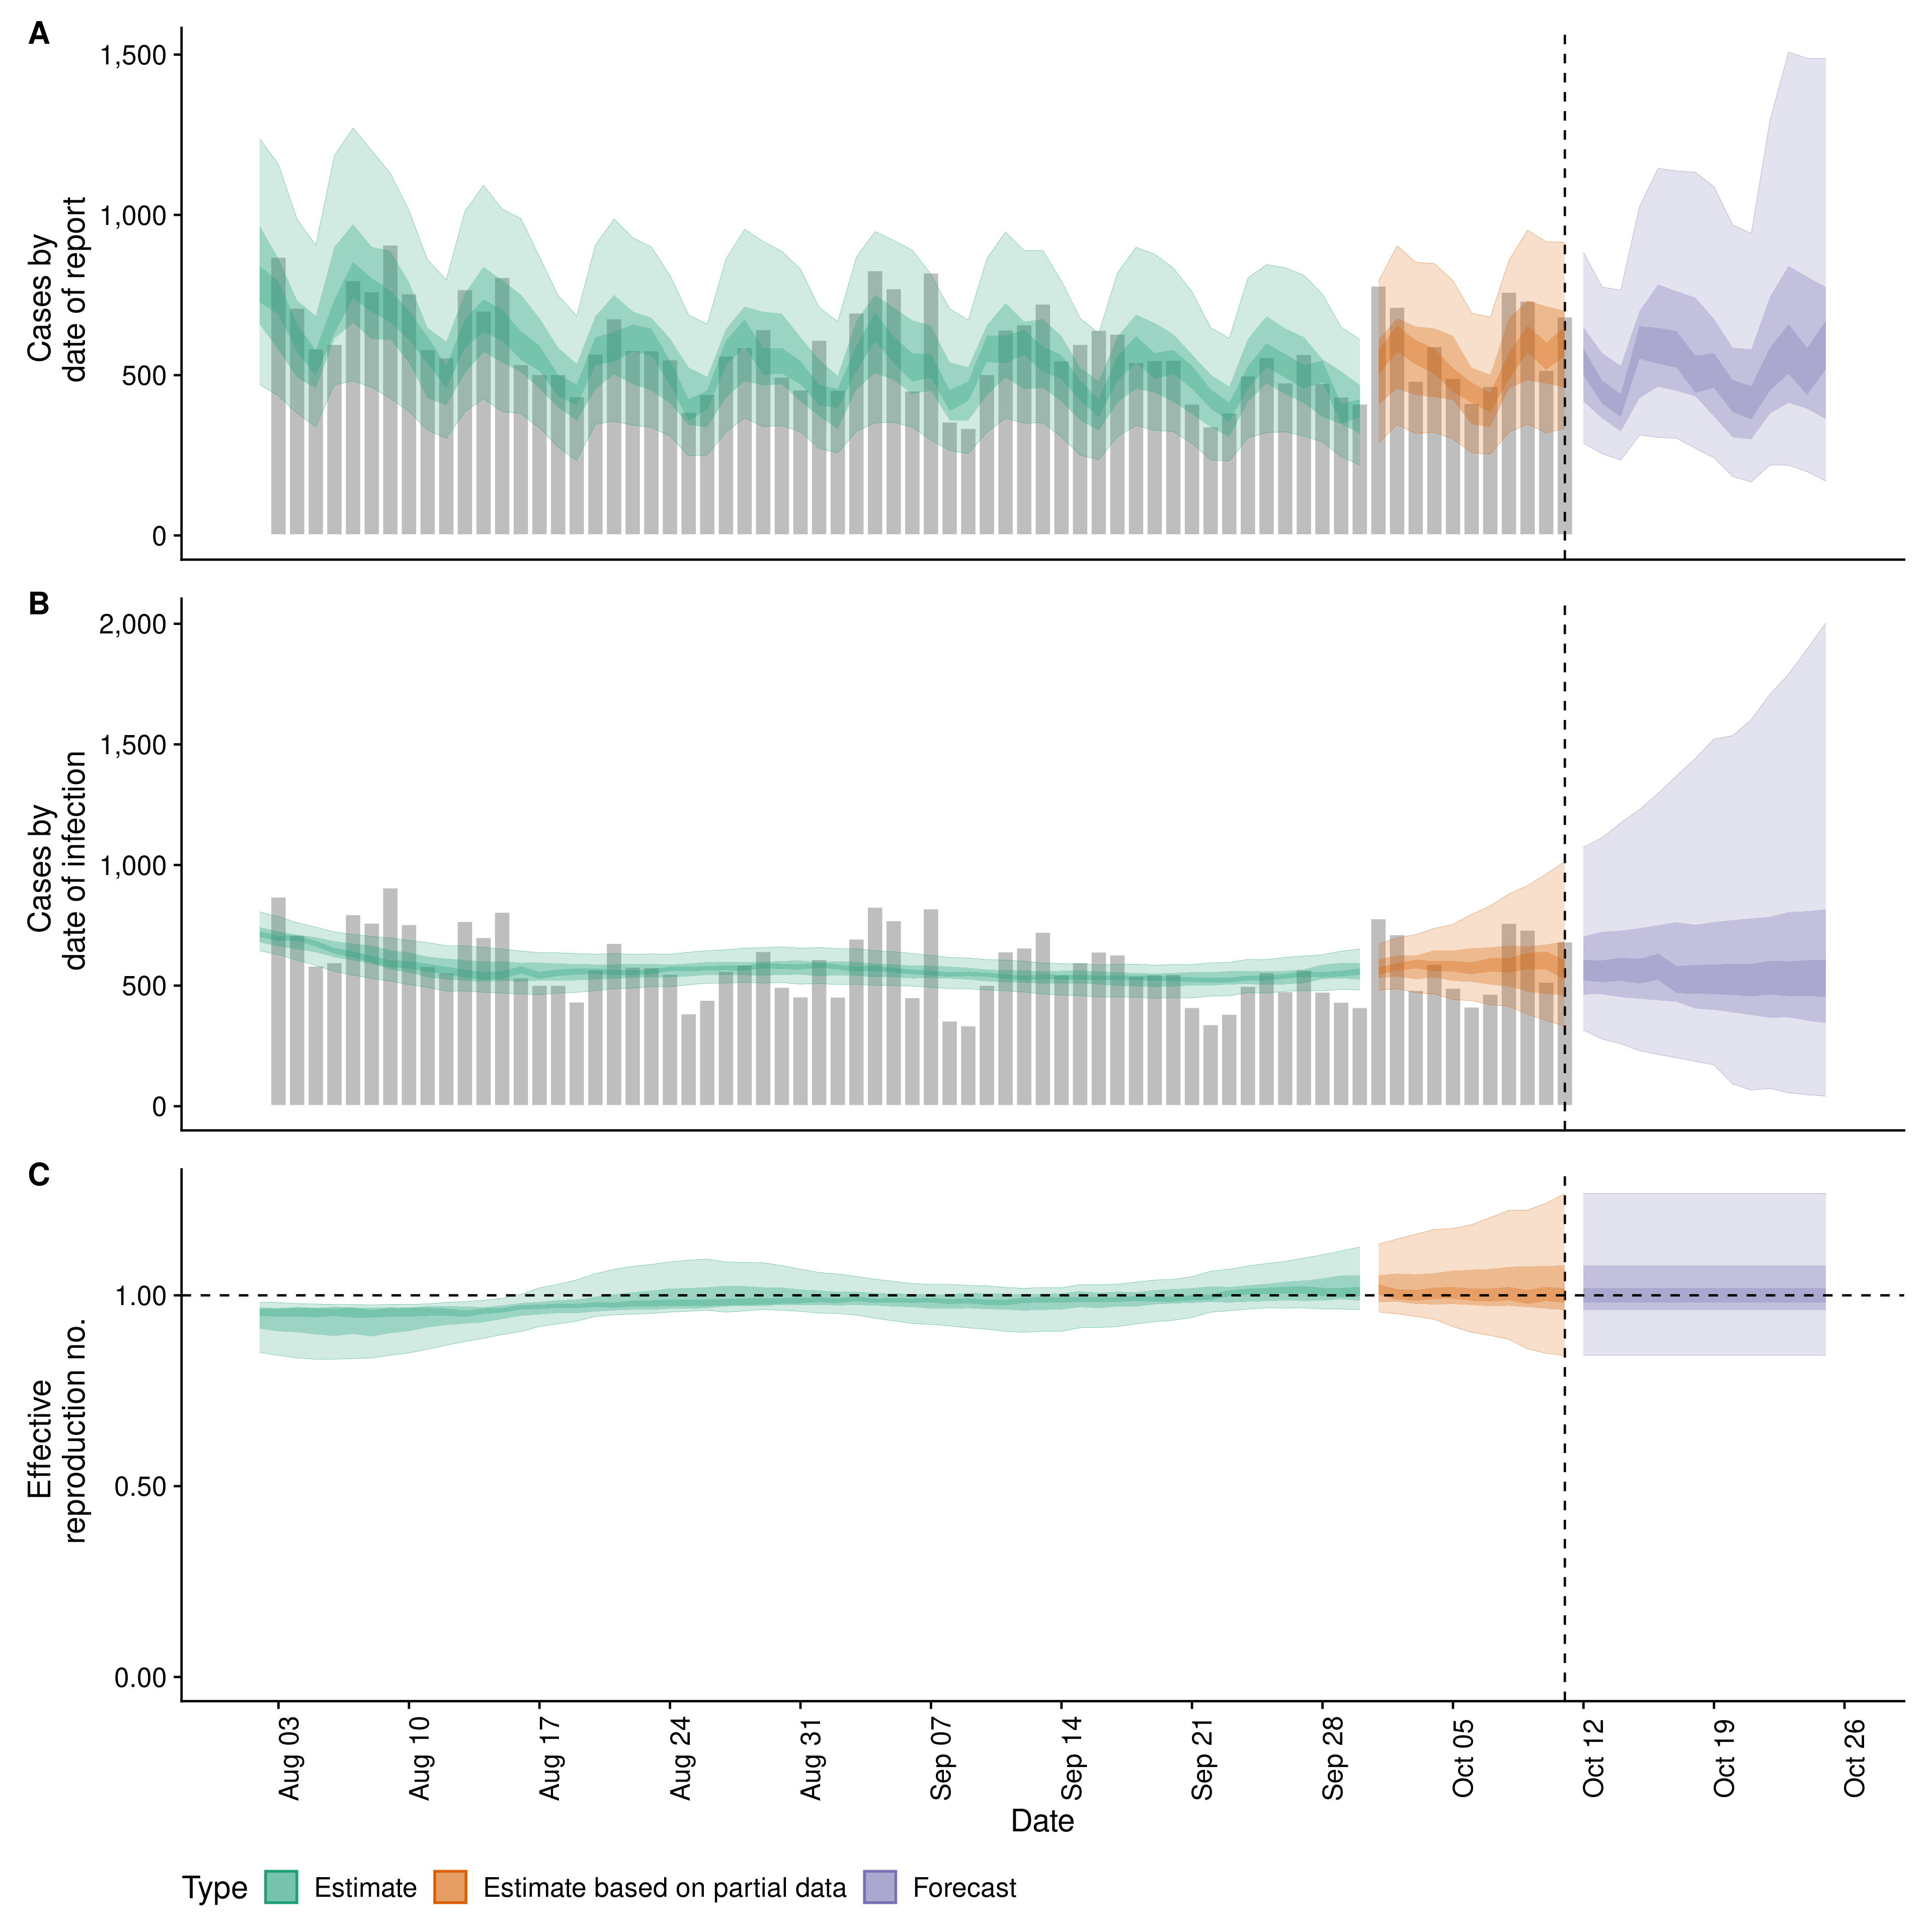 A
1,500
1,000
500
0
Cases by
date of report
B
2,000
1,500
1,000
500
0
Cases by
date of infection
C
1.00
0.50
0.00
Effective
reproduction no.
Aug 03
Aug 10
Aug 17
Aug 24
Aug 31
Sep 07
Sep 14
Sep 21
Sep 28
Oct 05
Oct 12
Oct 19
Oct 26
Date
Type Estimate Estimate based on partial data Forecast